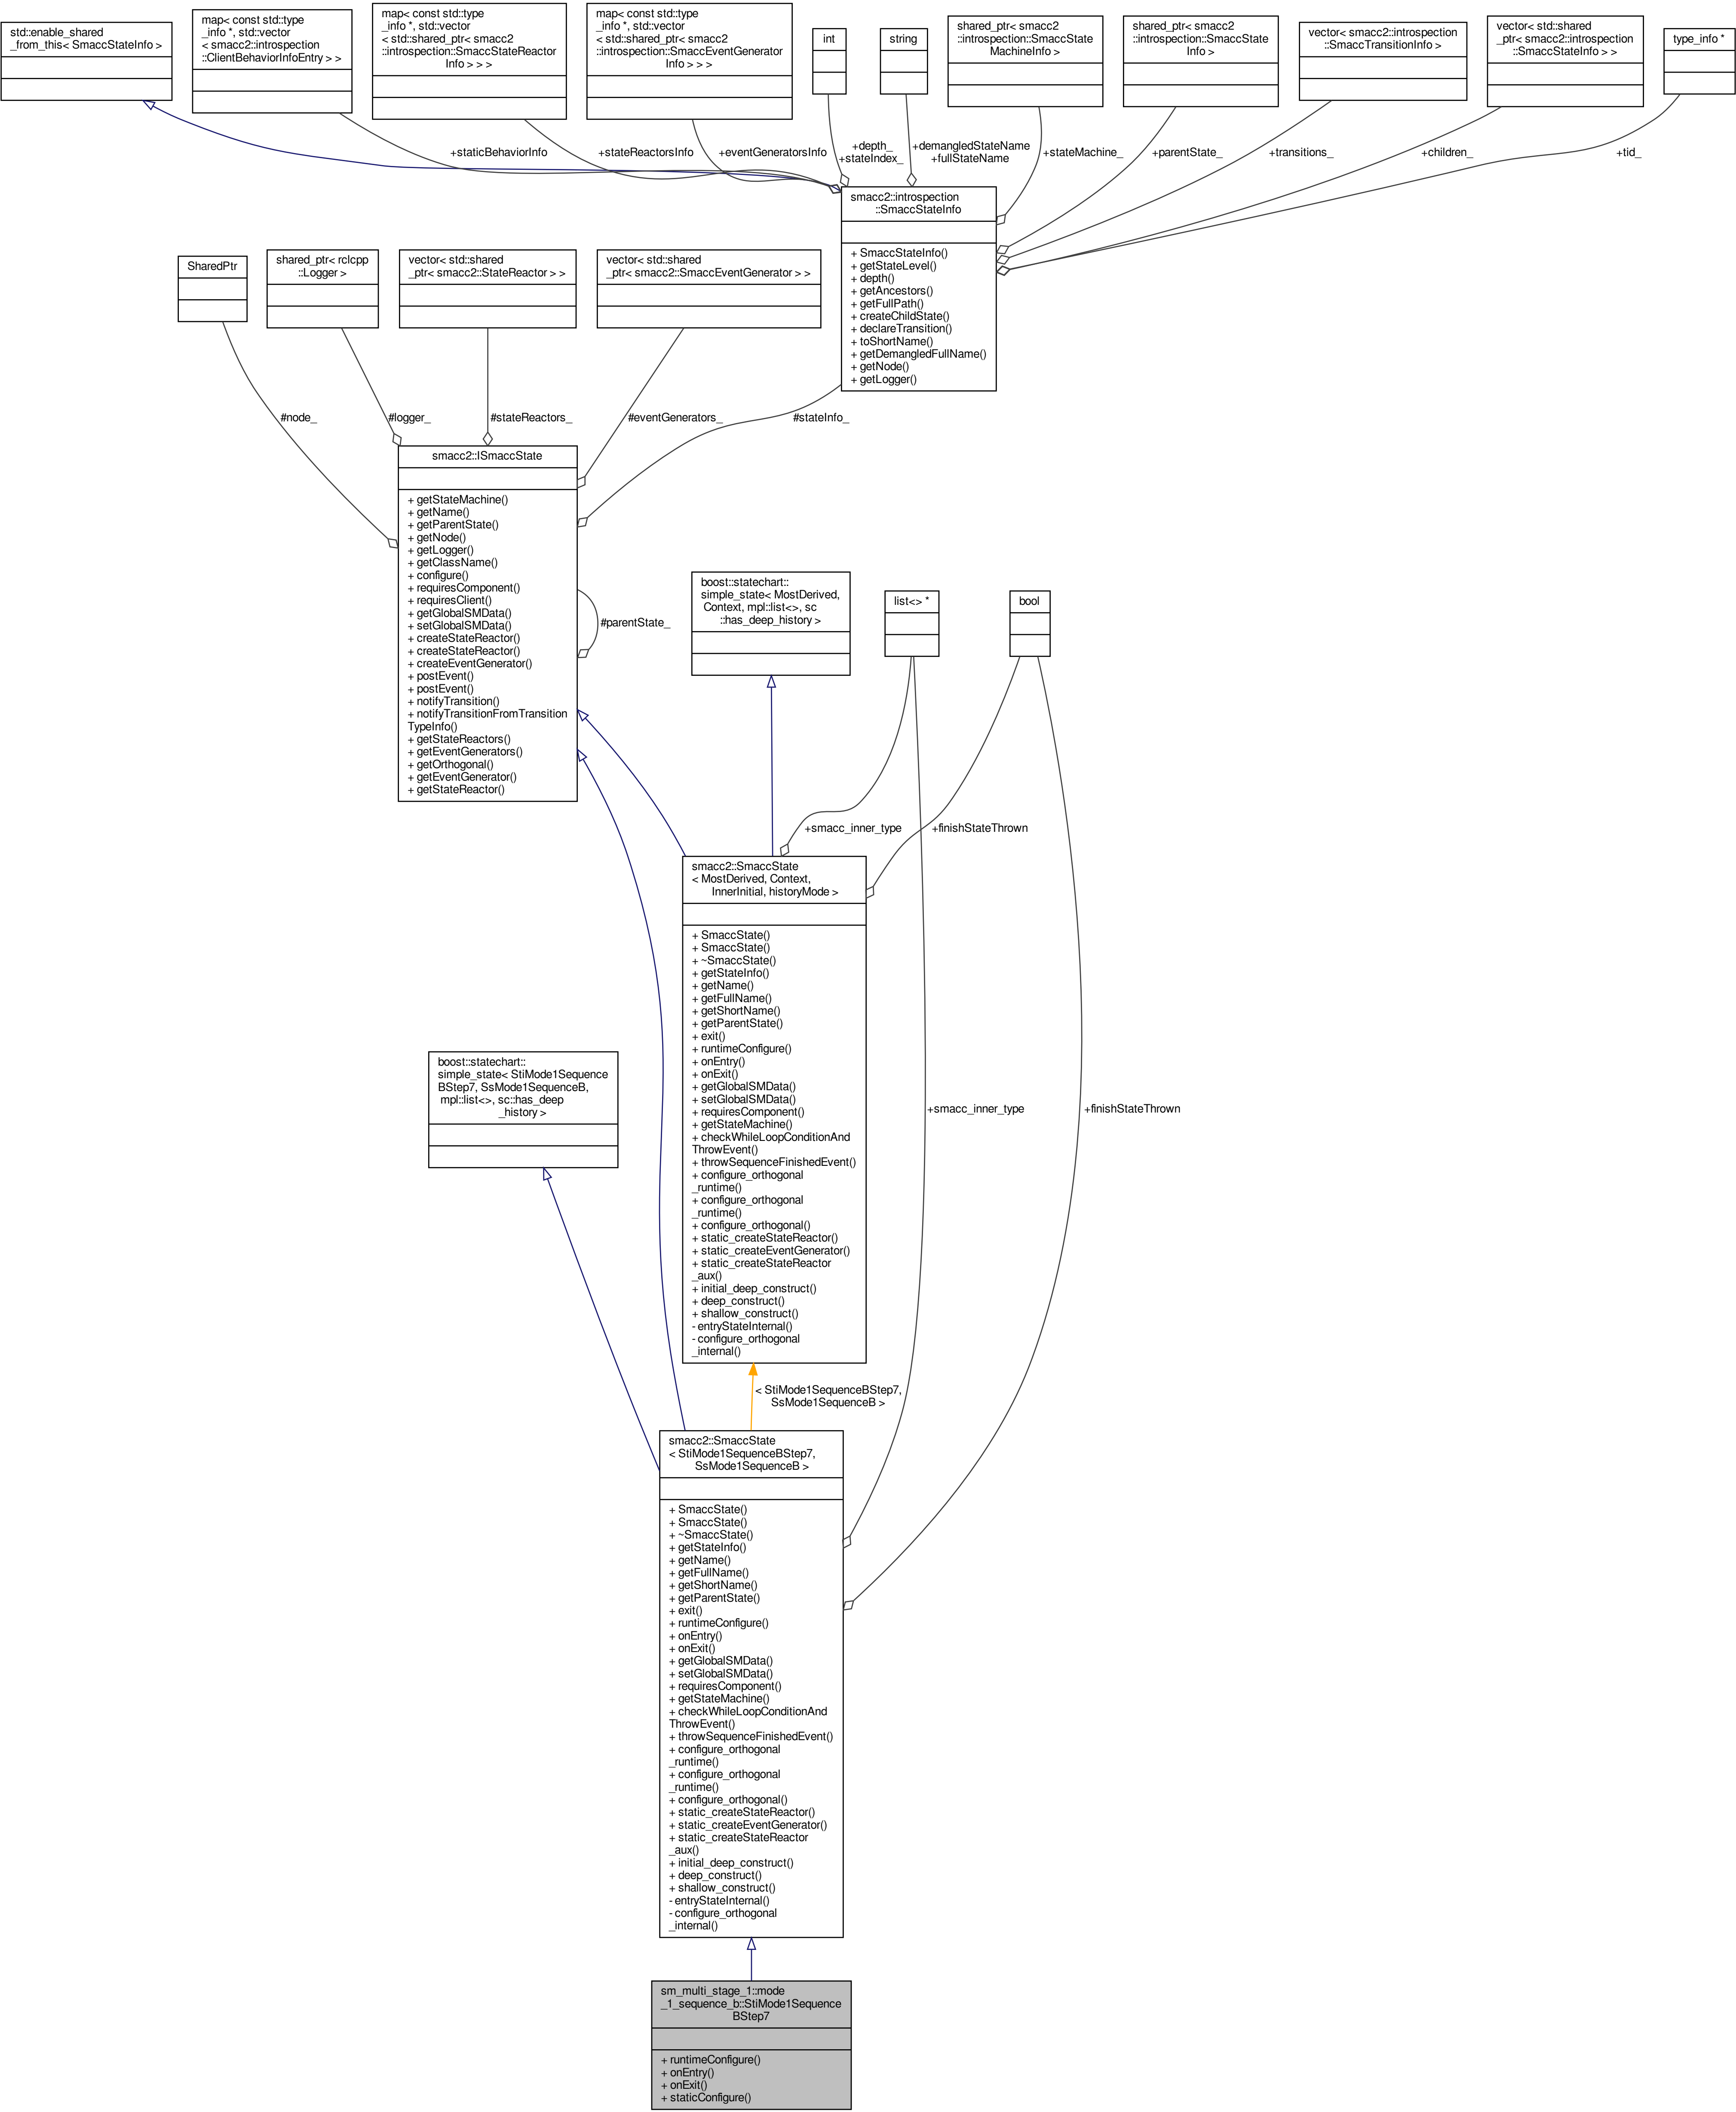 std::enable_shared
_from_this< SmaccStateInfo >
map< const std::type
_info *, std::vector
< smacc2::introspection
::ClientBehaviorInfoEntry > >
map< const std::type
_info *, std::vector
< std::shared_ptr< smacc2
::introspection::SmaccStateReactor
Info > > >
map< const std::type
_info *, std::vector
< std::shared_ptr< smacc2
::introspection::SmaccEventGenerator
Info > > >
int
string
shared_ptr< smacc2
::introspection::SmaccState
MachineInfo >
shared_ptr< smacc2
::introspection::SmaccState
Info >
vector< smacc2::introspection
::SmaccTransitionInfo >
vector< std::shared
_ptr< smacc2::introspection
::SmaccStateInfo > >
type_info *
+staticBehaviorInfo
+stateReactorsInfo
+eventGeneratorsInfo
+depth_
+stateIndex_
+demangledStateName
+fullStateName
+stateMachine_
+parentState_
+transitions_
+children_
+tid_
smacc2::introspection
::SmaccStateInfo
+ SmaccStateInfo()
+ getStateLevel()
+ depth()
+ getAncestors()
+ getFullPath()
+ createChildState()
+ declareTransition()
+ toShortName()
+ getDemangledFullName()
+ getNode()
+ getLogger()
SharedPtr
shared_ptr< rclcpp
::Logger >
vector< std::shared
_ptr< smacc2::StateReactor > >
vector< std::shared
_ptr< smacc2::SmaccEventGenerator > >
#node_
#logger_
#stateReactors_
#eventGenerators_
#stateInfo_
smacc2::ISmaccState
+ getStateMachine()
+ getName()
+ getParentState()
+ getNode()
+ getLogger()
+ getClassName()
+ configure()
+ requiresComponent()
+ requiresClient()
+ getGlobalSMData()
+ setGlobalSMData()
+ createStateReactor()
+ createStateReactor()
+ createEventGenerator()
+ postEvent()
+ postEvent()
+ notifyTransition()
+ notifyTransitionFromTransition
TypeInfo()
+ getStateReactors()
+ getEventGenerators()
+ getOrthogonal()
+ getEventGenerator()
+ getStateReactor()
#parentState_
boost::statechart::
simple_state< MostDerived,
Context, mpl::list<>, sc
::has_deep_history >
list<> *
bool
+smacc_inner_type
+finishStateThrown
smacc2::SmaccState
< MostDerived, Context,
InnerInitial, historyMode >
+ SmaccState()
+ SmaccState()
+ ~SmaccState()
+ getStateInfo()
+ getName()
+ getFullName()
+ getShortName()
+ getParentState()
+ exit()
+ runtimeConfigure()
+ onEntry()
+ onExit()
+ getGlobalSMData()
+ setGlobalSMData()
+ requiresComponent()
+ getStateMachine()
+ checkWhileLoopConditionAnd
ThrowEvent()
+ throwSequenceFinishedEvent()
+ configure_orthogonal
_runtime()
+ configure_orthogonal
_runtime()
+ configure_orthogonal()
+ static_createStateReactor()
+ static_createEventGenerator()
+ static_createStateReactor
_aux()
+ initial_deep_construct()
+ deep_construct()
+ shallow_construct()
- entryStateInternal()
- configure_orthogonal
_internal()
boost::statechart::
simple_state< StiMode1Sequence
BStep7, SsMode1SequenceB,
mpl::list<>, sc::has_deep
_history >
+smacc_inner_type
+finishStateThrown
< StiMode1SequenceBStep7,
SsMode1SequenceB >
smacc2::SmaccState
< StiMode1SequenceBStep7,
SsMode1SequenceB >
+ SmaccState()
+ SmaccState()
+ ~SmaccState()
+ getStateInfo()
+ getName()
+ getFullName()
+ getShortName()
+ getParentState()
+ exit()
+ runtimeConfigure()
+ onEntry()
+ onExit()
+ getGlobalSMData()
+ setGlobalSMData()
+ requiresComponent()
+ getStateMachine()
+ checkWhileLoopConditionAnd
ThrowEvent()
+ throwSequenceFinishedEvent()
+ configure_orthogonal
_runtime()
+ configure_orthogonal
_runtime()
+ configure_orthogonal()
+ static_createStateReactor()
+ static_createEventGenerator()
+ static_createStateReactor
_aux()
+ initial_deep_construct()
+ deep_construct()
+ shallow_construct()
- entryStateInternal()
- configure_orthogonal
_internal()
sm_multi_stage_1::mode
_1_sequence_b::StiMode1Sequence
BStep7
+ runtimeConfigure()
+ onEntry()
+ onExit()
+ staticConfigure()